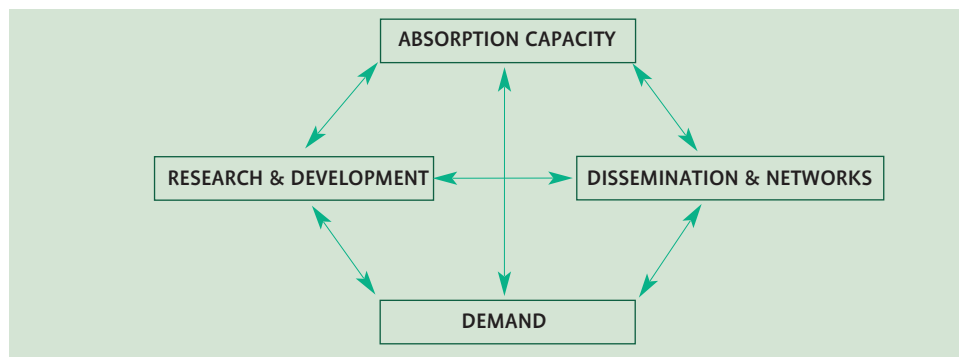 ABSORPTION CAPACITY
RESEARCH & DEVELOPMENT
DISSEMINATION & NETWORKS
DEMAND